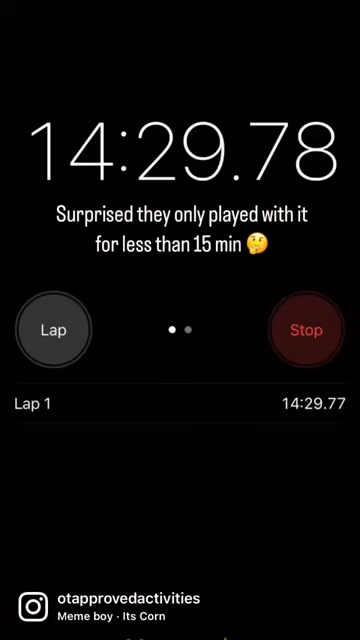 14:29.78
Surprised they only played with it
for less than 15 min 🤔
Lap
Stop
Lap 1 14:29.77
otapprovedactivities
Meme boy · Its Corn